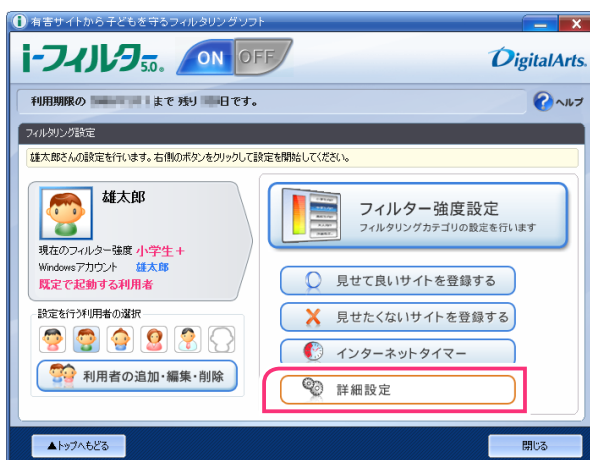 有害サイトから子どもを守るフィルタリングソフト
i-フィルター5.0. ON OFF
DigitalArts.
利用期限の まで 残り 日です。
ヘルプ
フィルタリング設定
雄太郎さんの設定を行います。右側のボタンをクリックして設定を開始してください。
雄太郎
現在のフィルター強度 小学生+
Windowsアカウント 雄太郎
既定で起動する利用者
設定を行う利用者の選択
利用者の追加・編集・削除
フィルター強度設定
フィルタリングカテゴリの設定を行います
見せて良いサイトを登録する
見せたくないサイトを登録する
インターネットタイマー
詳細設定
▲トップへもどる
閉じる